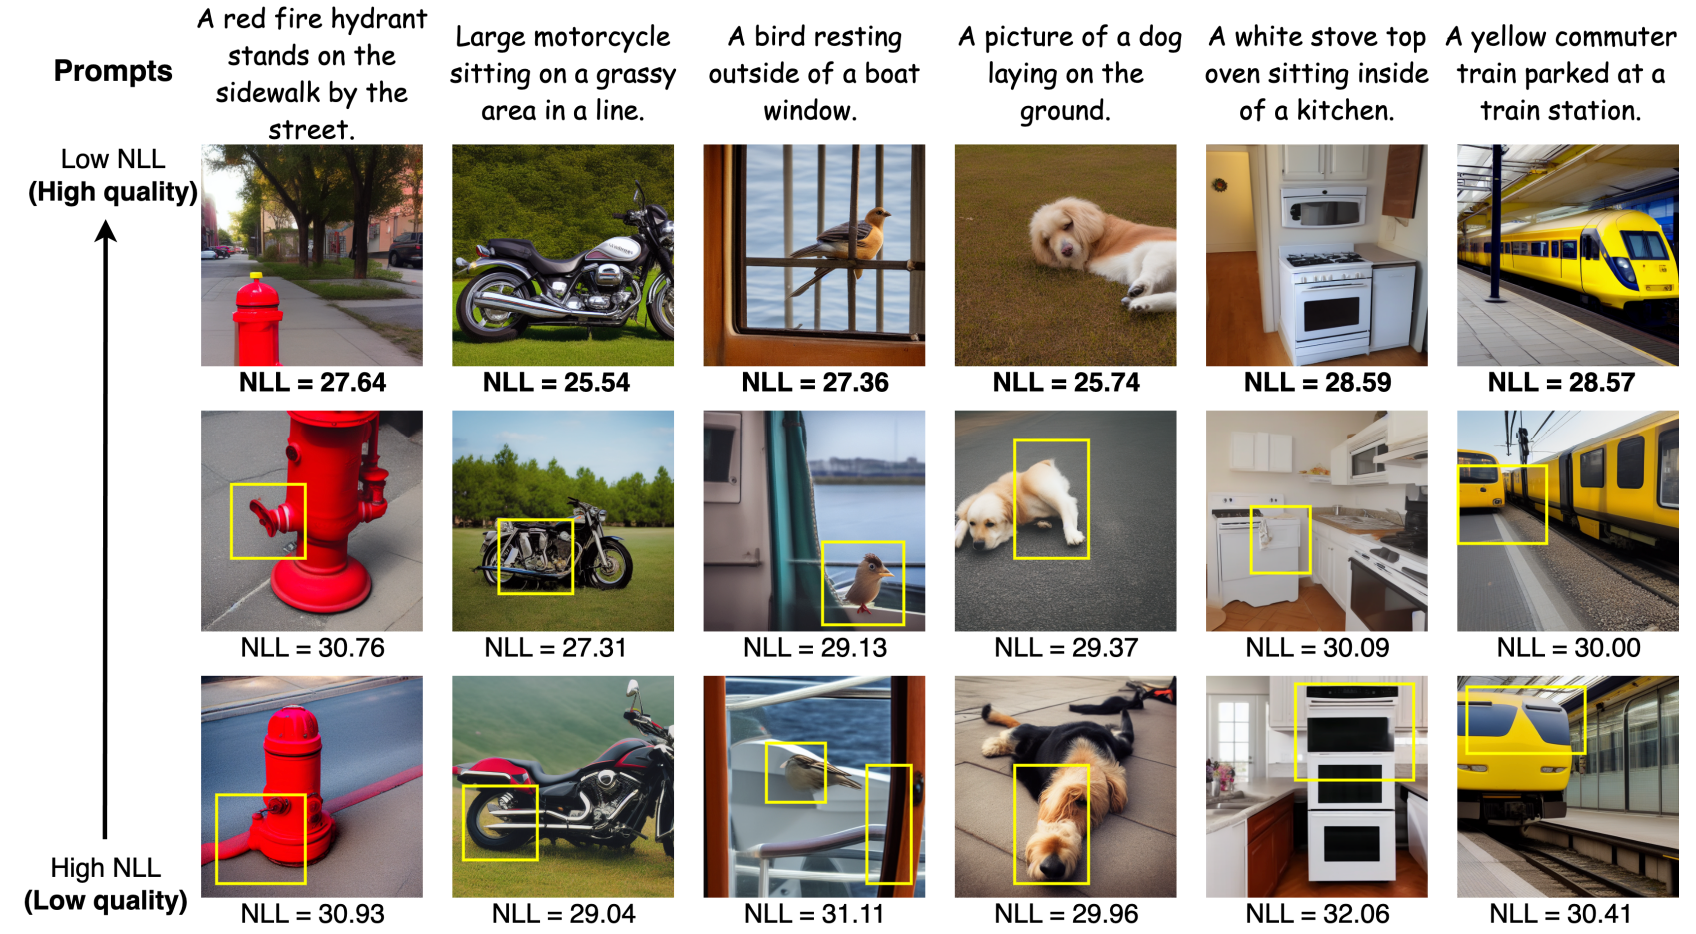 Prompts
A red fire hydrant
stands on the
sidewalk by the
street.
Large motorcycle
sitting on a grassy
area in a line.
A bird resting
outside of a boat
window.
A picture of a dog
laying on the
ground.
A white stove top
oven sitting inside
of a kitchen.
A yellow commuter
train parked at a
train station.
Low NLL
(High quality)
NLL = 27.64
NLL = 25.54
NLL = 27.36
NLL = 25.74
NLL = 28.59
NLL = 28.57
NLL = 30.76
NLL = 27.31
NLL = 29.13
NLL = 29.37
NLL = 30.09
NLL = 30.00
High NLL
(Low quality)
NLL = 30.93
NLL = 29.04
NLL = 31.11
NLL = 29.96
NLL = 32.06
NLL = 30.41